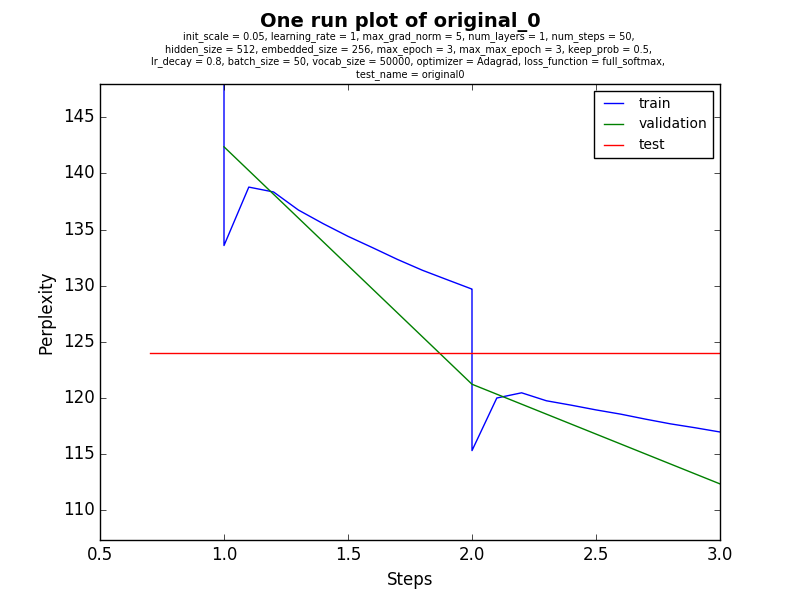 One run plot of original_0
init_scale = 0.05, learning_rate = 1, max_grad_norm = 5, num_layers = 1, num_steps = 50,
hidden_size = 512, embedded_size = 256, max_epoch = 3, max_max_epoch = 3, keep_prob = 0.5,
lr_decay = 0.8, batch_size = 50, vocab_size = 50000, optimizer = Adagrad, loss_function = full_softmax,
test_name = original0
train
validation
test
Perplexity
145
140
135
130
125
120
115
110
0.5 1.0 1.5 2.0 2.5 3.0
Steps